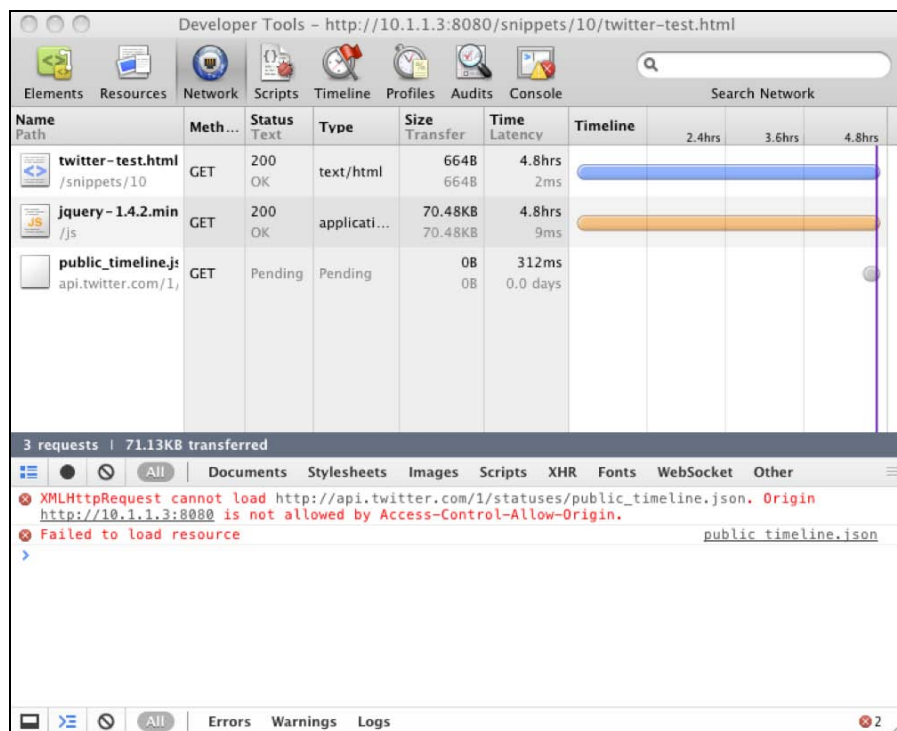 Developer Tools – http://10.1.1.3:8080/snippets/10/twitter-test.html
Elements Resources Network Scripts Timeline Profiles Audits Console Search Network
Name Meth... Status Type Size Time Timeline
Path Text Transfer Latency 2.4hrs 3.6hrs 4.8hrs
twitter-test.html GET 200 text/html 664B 4.8hrs
/snippets/10 OK 664B 2ms
jquery-1.4.2.min GET 200 applicati... 70.48KB 4.8hrs
/js OK 70.48KB 9ms
public_timeline.js GET Pending Pending 0B 312ms
api.twitter.com/1/ 0B 0.0 days
3 requests | 71.13KB transferred
All Documents Stylesheets Images Scripts XHR Fonts WebSocket Other
XMLHttpRequest cannot load http://api.twitter.com/1/statuses/public_timeline.json. Origin
http://10.1.1.3:8080 is not allowed by Access-Control-Allow-Origin.
Failed to load resource public_timeline.json
>
All Errors Warnings Logs 2